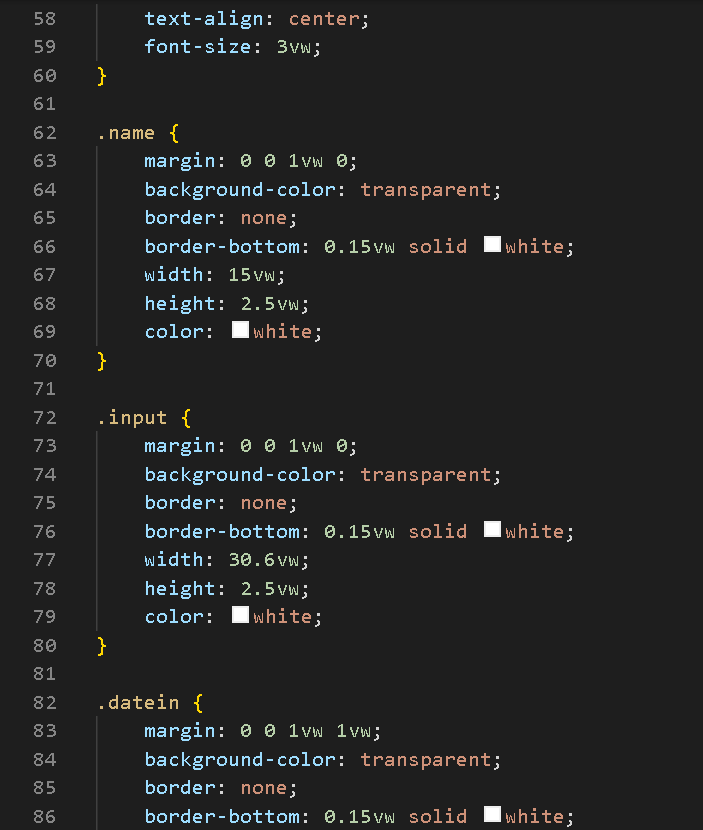 58 text-align: center;
59 font-size: 3vw;
60 }
61
62 .name {
63 margin: 0 0 1vw 0;
64 background-color: transparent;
65 border: none;
66 border-bottom: 0.15vw solid white;
67 width: 15vw;
68 height: 2.5vw;
69 color: white;
70 }
71
72 .input {
73 margin: 0 0 1vw 0;
74 background-color: transparent;
75 border: none;
76 border-bottom: 0.15vw solid white;
77 width: 30.6vw;
78 height: 2.5vw;
79 color: white;
80 }
81
82 .datein {
83 margin: 0 0 1vw 1vw;
84 background-color: transparent;
85 border: none;
86 border-bottom: 0.15vw solid white;